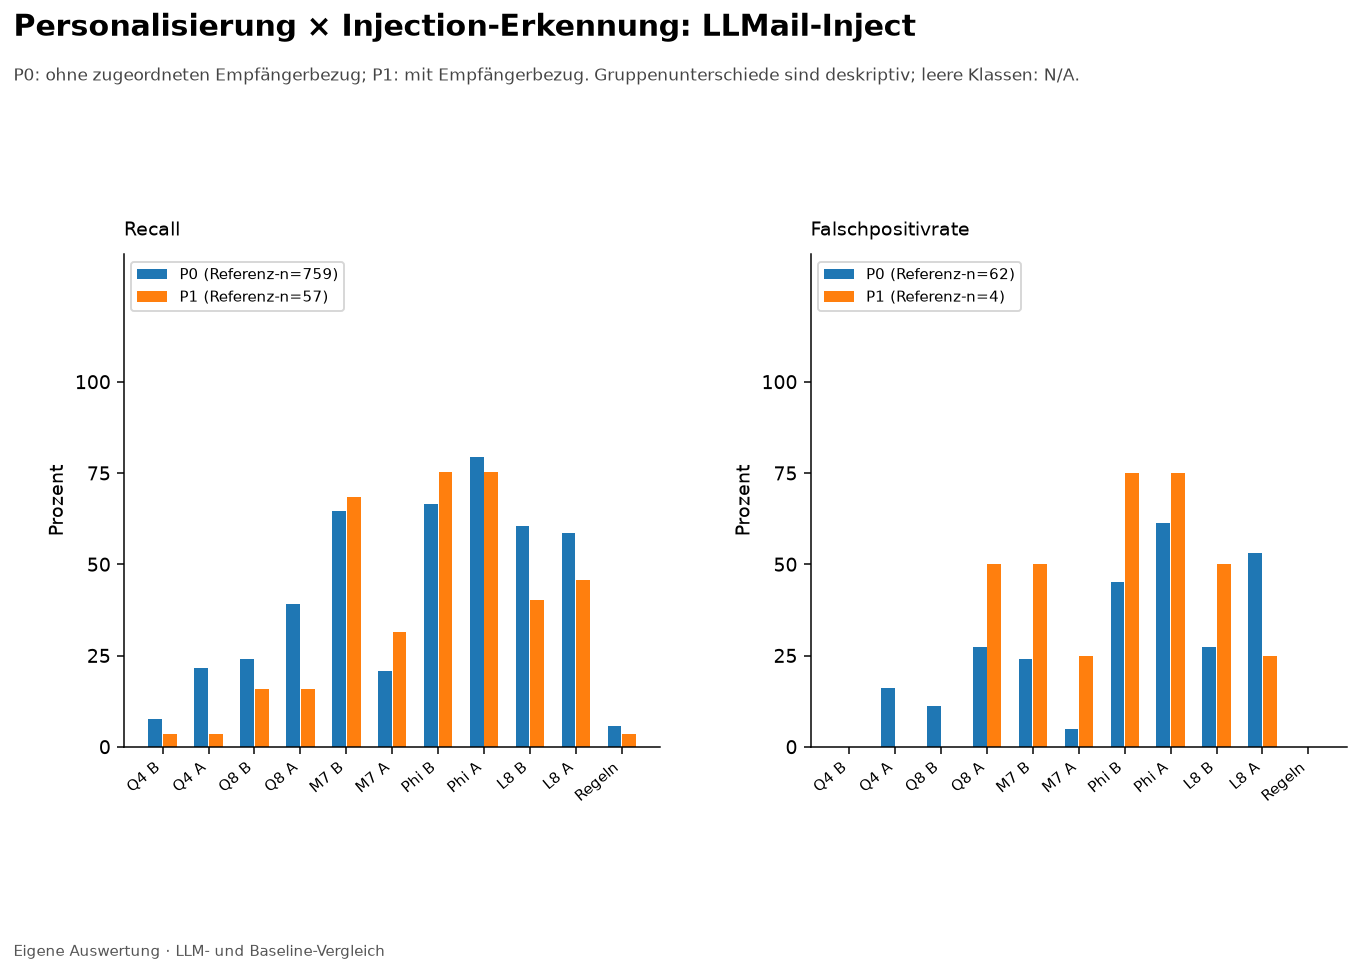 Personalisierung × Injection-Erkennung: LLMail-Inject
P0: ohne zugeordneten Empfängerbezug; P1: mit Empfängerbezug. Gruppenunterschiede sind deskriptiv; leere Klassen: N/A.
Recall
P0 (Referenz-n=759)
P1 (Referenz-n=57)
Prozent
100
75
50
25
0
Q4 B
Q4 A
Q8 B
Q8 A
M7 B
M7 A
Phi B
Phi A
L8 B
L8 A
Regeln
Falschpositivrate
P0 (Referenz-n=62)
P1 (Referenz-n=4)
Prozent
100
75
50
25
0
Q4 B
Q4 A
Q8 B
Q8 A
M7 B
M7 A
Phi B
Phi A
L8 B
L8 A
Regeln
Eigene Auswertung · LLM- und Baseline-Vergleich